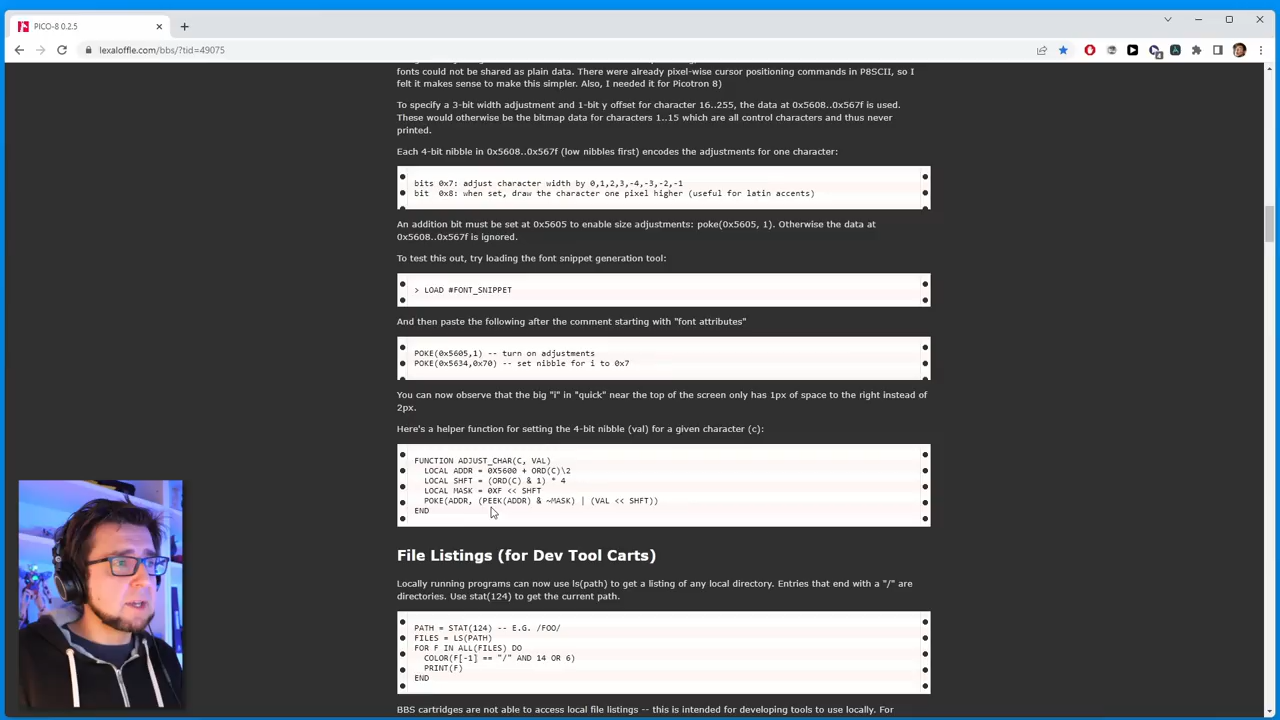 PICO-8 0.2.5
lexaloffle.com/bbs/?tid=49075
fonts could not be shared as plain data. There were already pixel-wise cursor positioning commands in P8SCII, so I
felt it makes sense to make this simpler. Also, I needed it for Picotron 8)
To specify a 3-bit width adjustment and 1-bit y offset for character 16..255, the data at 0x5608..0x567f is used.
These would otherwise be the bitmap data for characters 1..15 which are all control characters and thus never
printed.
Each 4-bit nibble in 0x5608..0x567f (low nibbles first) encodes the adjustments for one character:
bits 0x7: adjust character width by 0,1,2,3,-4,-3,-2,-1
bit  0x8: when set, draw the character one pixel higher (useful for latin accents)
An addition bit must be set at 0x5605 to enable size adjustments: poke(0x5605, 1). Otherwise the data at
0x5608..0x567f is ignored.
To test this out, try loading the font snippet generation tool:
> LOAD #FONT_SNIPPET
And then paste the following after the comment starting with "font attributes"
POKE(0x5605,1) -- turn on adjustments
POKE(0x5634,0x70) -- set nibble for i to 0x7
You can now observe that the big "i" in "quick" near the top of the screen only has 1px of space to the right instead of
2px.
Here's a helper function for setting the 4-bit nibble (val) for a given character (c):
FUNCTION ADJUST_CHAR(C, VAL)
LOCAL ADDR = 0X5600 + ORD(C)\2
LOCAL SHFT = (ORD(C) & 1) * 4
LOCAL MASK = 0XF << SHFT
POKE(ADDR, (PEEK(ADDR) & ~MASK) | (VAL << SHFT))
END
File Listings (for Dev Tool Carts)
Locally running programs can now use ls(path) to get a listing of any local directory. Entries that end with a "/" are
directories. Use stat(124) to get the current path.
PATH = STAT(124) -- E.G. /FOO/
FILES = LS(PATH)
FOR F IN ALL(FILES) DO
COLOR(F[-1] == "/" AND 14 OR 6)
PRINT(F)
END
BBS cartridges are not able to access local file listings -- this is intended for developing tools to use locally. For